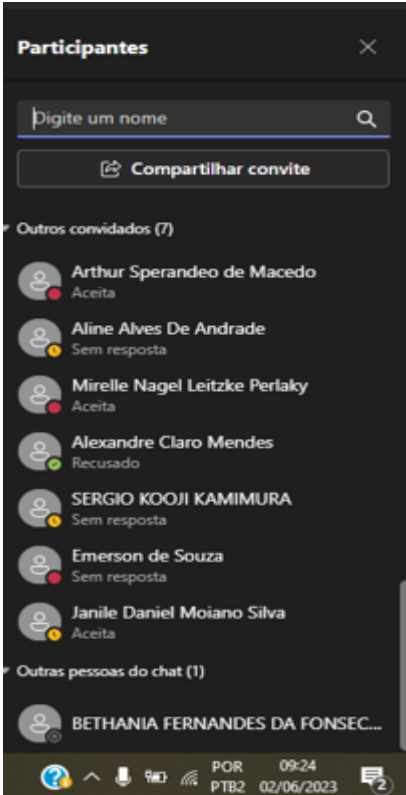 Participantes
Digite um nome
Compartilhar convite
Outros convidados (7)
Arthur Sperandeo de Macedo
Aceita
Aline Alves De Andrade
Sem resposta
Mirelle Nagel Leitzke Perlaky
Aceita
Alexandre Claro Mendes
Recusado
SERGIO KOOJI KAMIMURA
Sem resposta
Emerson de Souza
Sem resposta
Janile Daniel Moiano Silva
Aceita
Outras pessoas do chat (1)
BETHANIA FERNANDES DA FONSEC...
POR 09:24
PTB2 02/06/2023
2